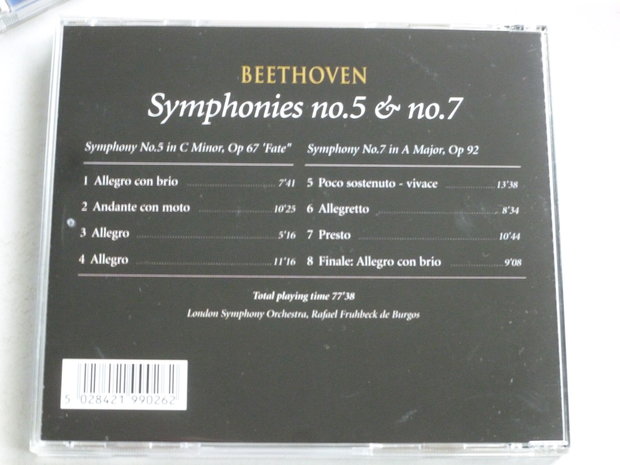 BEETHOVEN
Symphonies no.5 & no.7
Symphony No.5 in C Minor, Op 67 'Fate"
1 Allegro con brio 7'41
2 Andante con moto 10'25
3 Allegro 5'16
4 Allegro 11'16
Symphony No.7 in A Major, Op 92
5 Poco sostenuto - vivace 13'38
6 Allegretto 8'34
7 Presto 10'44
8 Finale: Allegro con brio 9'08
Total playing time 77'38
London Symphony Orchestra, Rafael Fruhbeck de Burgos
5 028421 990262